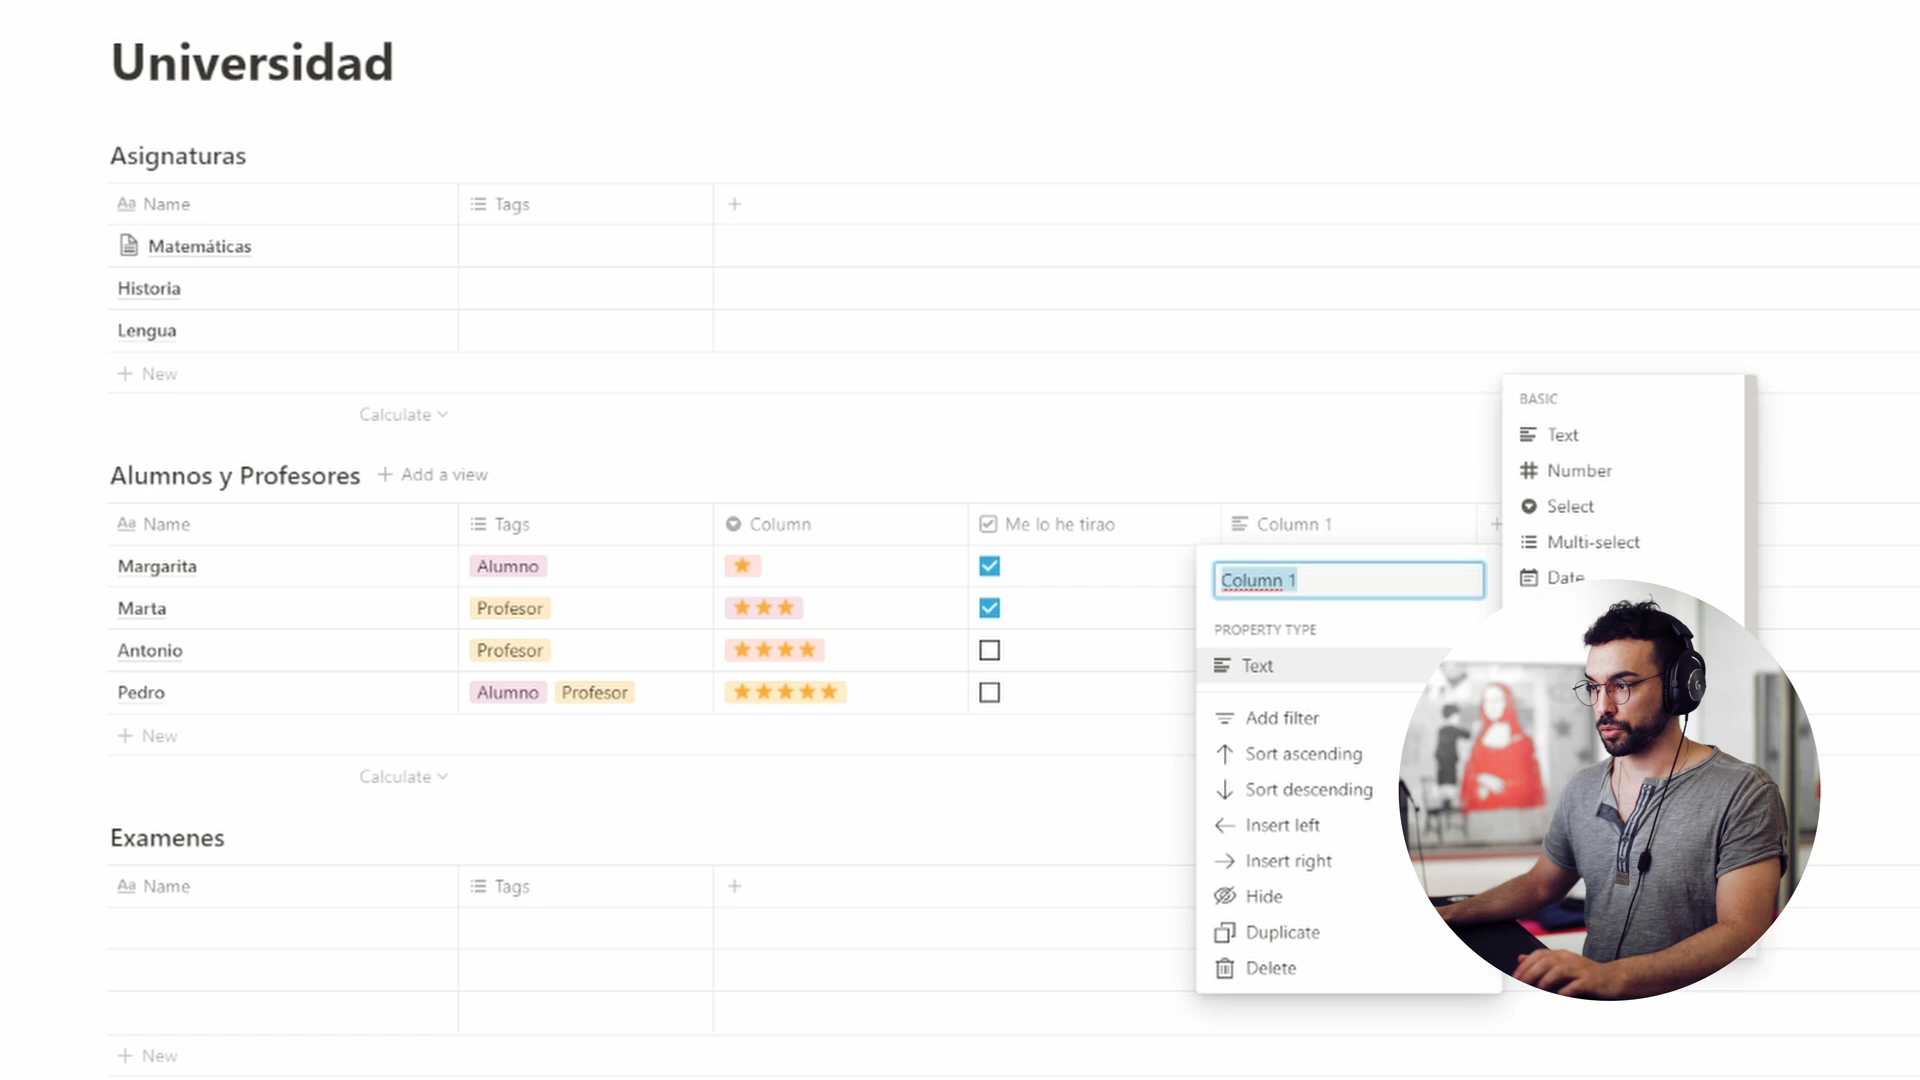 Universidad
Asignaturas
Aa Name Tags
Matemáticas
Historia
Lengua
+ New
Calculate
Alumnos y Profesores + Add a view
Aa Name Tags Column Me lo he tirao Column 1
Margarita Alumno
Marta Profesor
Antonio Profesor
Pedro Alumno Profesor
+ New
Calculate
Examenes
Aa Name Tags
+ New
Column 1
PROPERTY TYPE
Text
Add filter
Sort ascending
Sort descending
Insert left
Insert right
Hide
Duplicate
Delete
BASIC
Text
Number
Select
Multi-select
Date